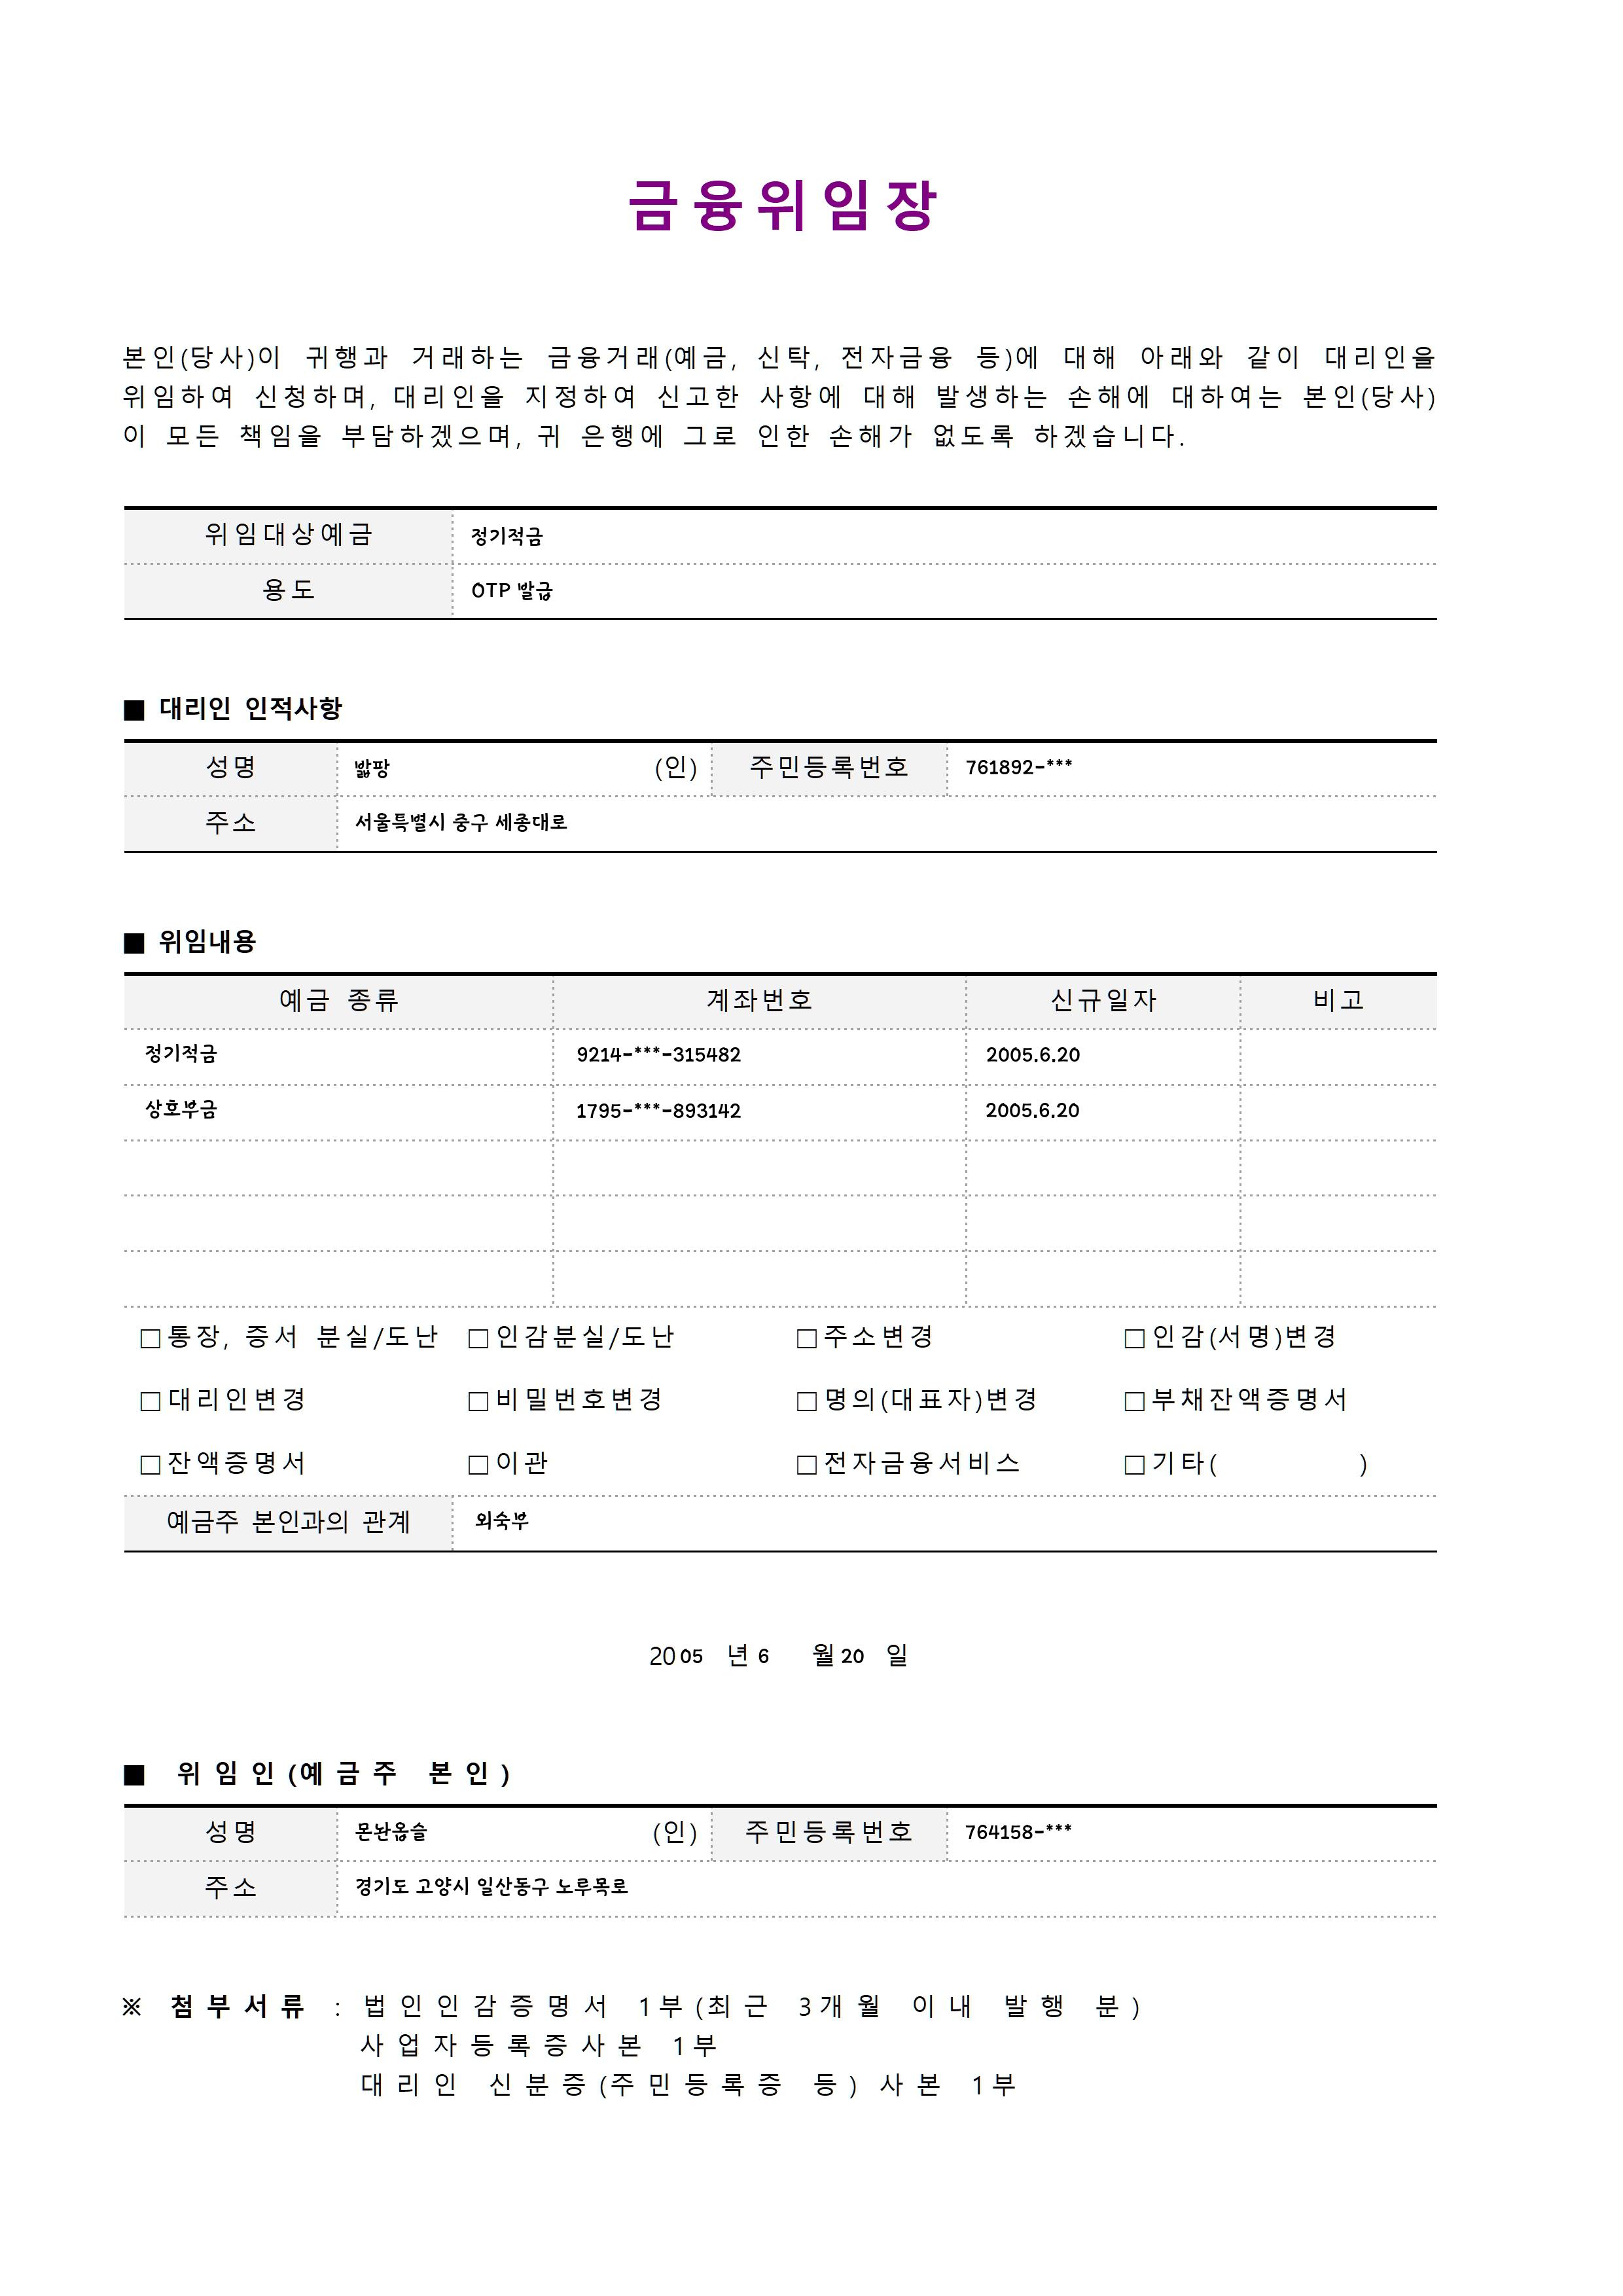 금융위임장
본인(당사)이 귀행과 거래하는 금융거래(예금, 신탁, 전자금융 등)에 대해 아래와 같이 대리인을
위임하여 신청하며, 대리인을 지정하여 신고한 사항에 대해 발생하는 손해에 대하여는 본인(당사)
이 모든 책임을 부담하겠으며, 귀 은행에 그로 인한 손해가 없도록 하겠습니다.
위임대상예금 정기적금
용도 OTP 발급
■ 대리인 인적사항
성명 밟팡 (인) 주민등록번호 761892-***
주소 서울특별시 중구 세종대로
■ 위임내용
예금 종류 계좌번호 신규일자 비고
정기적금 9214-***-315482 2005.6.20
상호부금 1795-***-893142 2005.6.20
□통장, 증서 분실/도난 □인감분실/도난 □주소변경 □인감(서명)변경
□대리인변경 □비밀번호변경 □명의(대표자)변경 □부채잔액증명서
□잔액증명서 □이관 □전자금융서비스 □기타( )
예금주 본인과의 관계 외숙부
2005 년 6 월 20 일
■ 위임인(예금주 본인)
성명 (인) 주민등록번호 764158-***
주소 경기도 고양시 일산동구 노루목로
※ 첨부서류 : 법인인감증명서 1부(최근 3개월 이내 발행 분)
사업자등록증사본 1부
대리인 신분증(주민등록증 등) 사본 1부